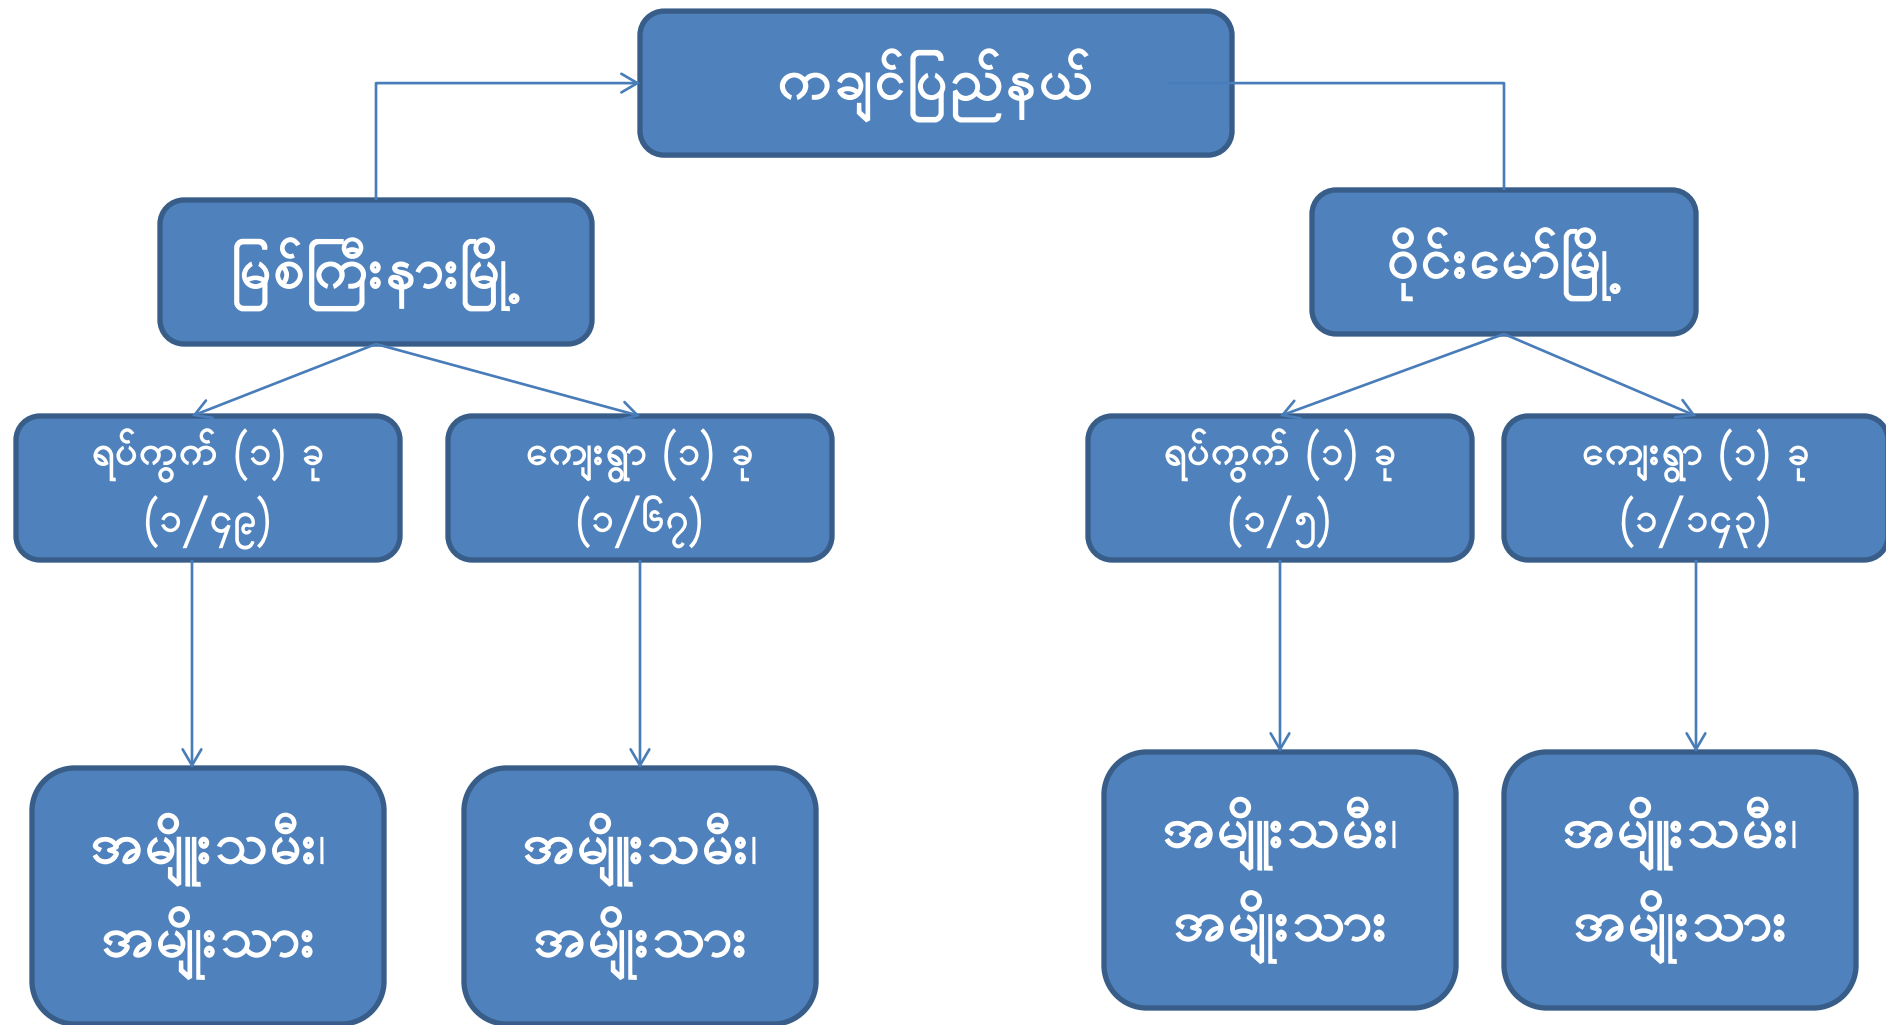 ကချင်ပြည်နယ်
မြစ်ကြီးနားမြို့
ဝိုင်းမော်မြို့
ရပ်ကွက် (၁) ခု
(၁/၄၉)
ကျေးရွာ (၁) ခု
(၁/၆၇)
ရပ်ကွက် (၁) ခု
(၁/၅)
ကျေးရွာ (၁) ခု
(၁/၁၄၃)
အမျိုူးသမီး၊
အမျိုးသား
အမျိုူးသမီး၊
အမျိုးသား
အမျိုူးသမီး၊
အမျိုးသား
အမျိုူးသမီး၊
အမျိုးသား